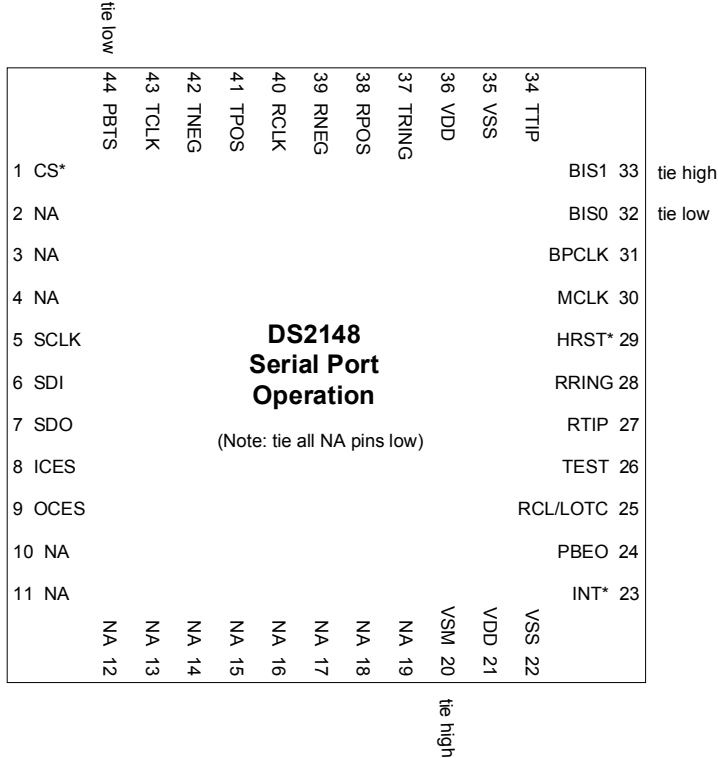 tie low
44 PBTS
43 TCLK
42 TNEG
41 TPOS
40 RCLK
39 RNEG
38 RPOS
37 TRING
36 VDD
35 VSS
34 TTIP
1 CS*
2 NA
3 NA
4 NA
5 SCLK
6 SDI
7 SDO
8 ICES
9 OCES
10 NA
11 NA
DS2148
Serial Port
Operation
(Note: tie all NA pins low)
BIS1 33 tie high
BIS0 32 tie low
BPCLK 31
MCLK 30
HRST* 29
RRING 28
RTIP 27
TEST 26
RCL/LOTC 25
PBEO 24
INT* 23
NA 12
NA 13
NA 14
NA 15
NA 16
NA 17
NA 18
NA 19
VSM 20
VDD 21
VSS 22
tie high